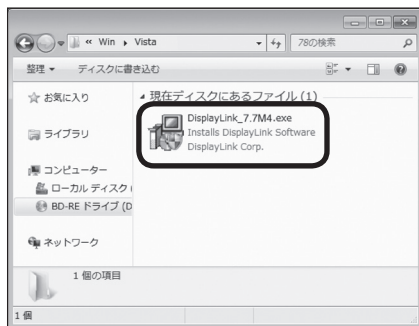 « Win ▸ Vista
78の検索
整理 ▼ ディスクに書き込む
お気に入り
ライブラリ
コンピューター
ローカル ディスク (
BD-RE ドライブ (D
ネットワーク
現在ディスクにあるファイル (1)
DisplayLink_7.7M4.exe
Installs DisplayLink Software
DisplayLink Corp.
1 個の項目
1 個